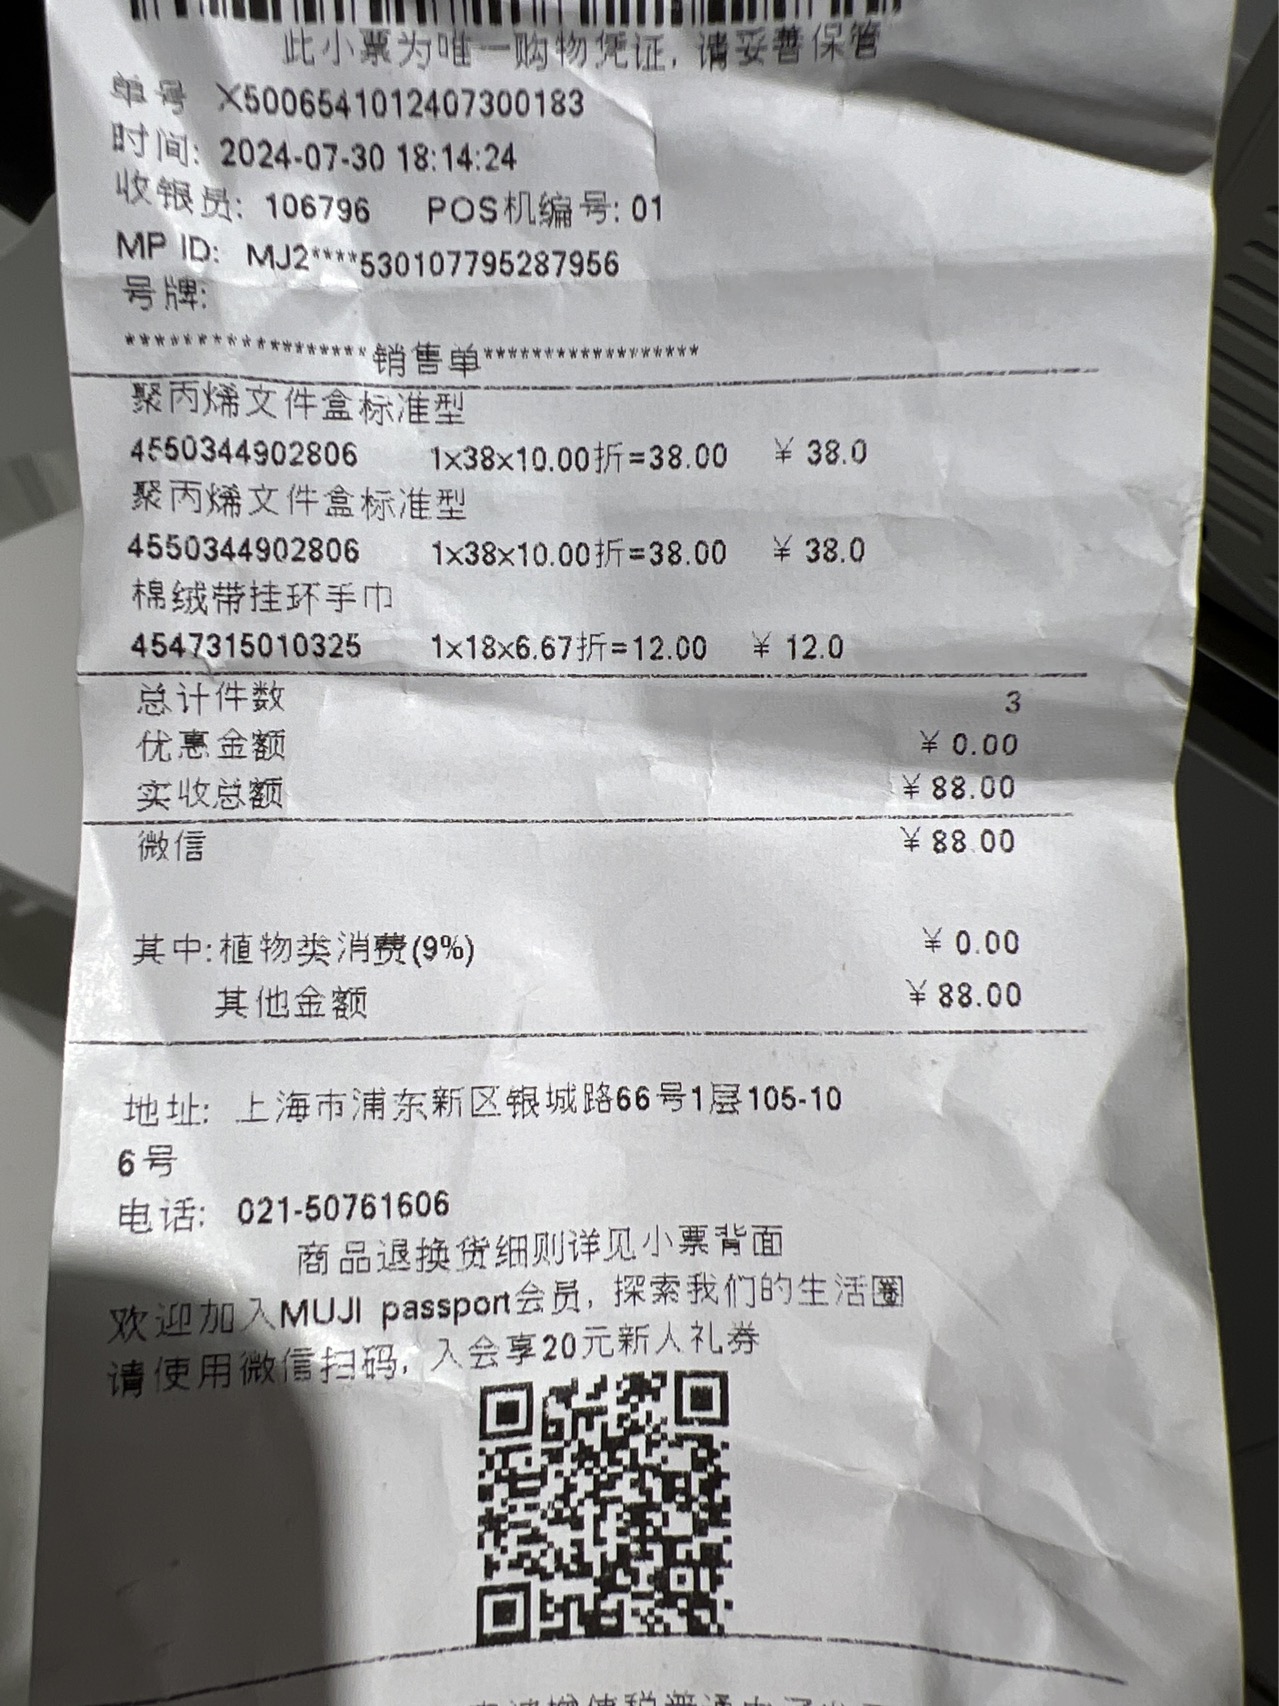 此小票为唯一购物凭证, 请妥善保管
单号 X5006541012407300183
时间: 2024-07-30 18:14:24
收银员: 106796 POS机编号: 01
MP ID: MJ2****530107795287956
号牌:
******************销售单******************
聚丙烯文件盒标准型
4550344902806 1x38x10.00折=38.00 ¥ 38.0
聚丙烯文件盒标准型
4550344902806 1x38x10.00折=38.00 ¥ 38.0
棉绒带挂环手巾
4547315010325 1x18x6.67折=12.00 ¥ 12.0
总计件数 3
优惠金额 ¥ 0.00
实收总额 ¥ 88.00
微信 ¥ 88.00
其中: 植物类消费(9%) ¥ 0.00
其他金额 ¥ 88.00
地址: 上海市浦东新区银城路66号1层105-10
6号
电话: 021-50761606
商品退换货细则详见小票背面
欢迎加入MUJI passport会员, 探索我们的生活圈
请使用微信扫码, 入会享20元新人礼券